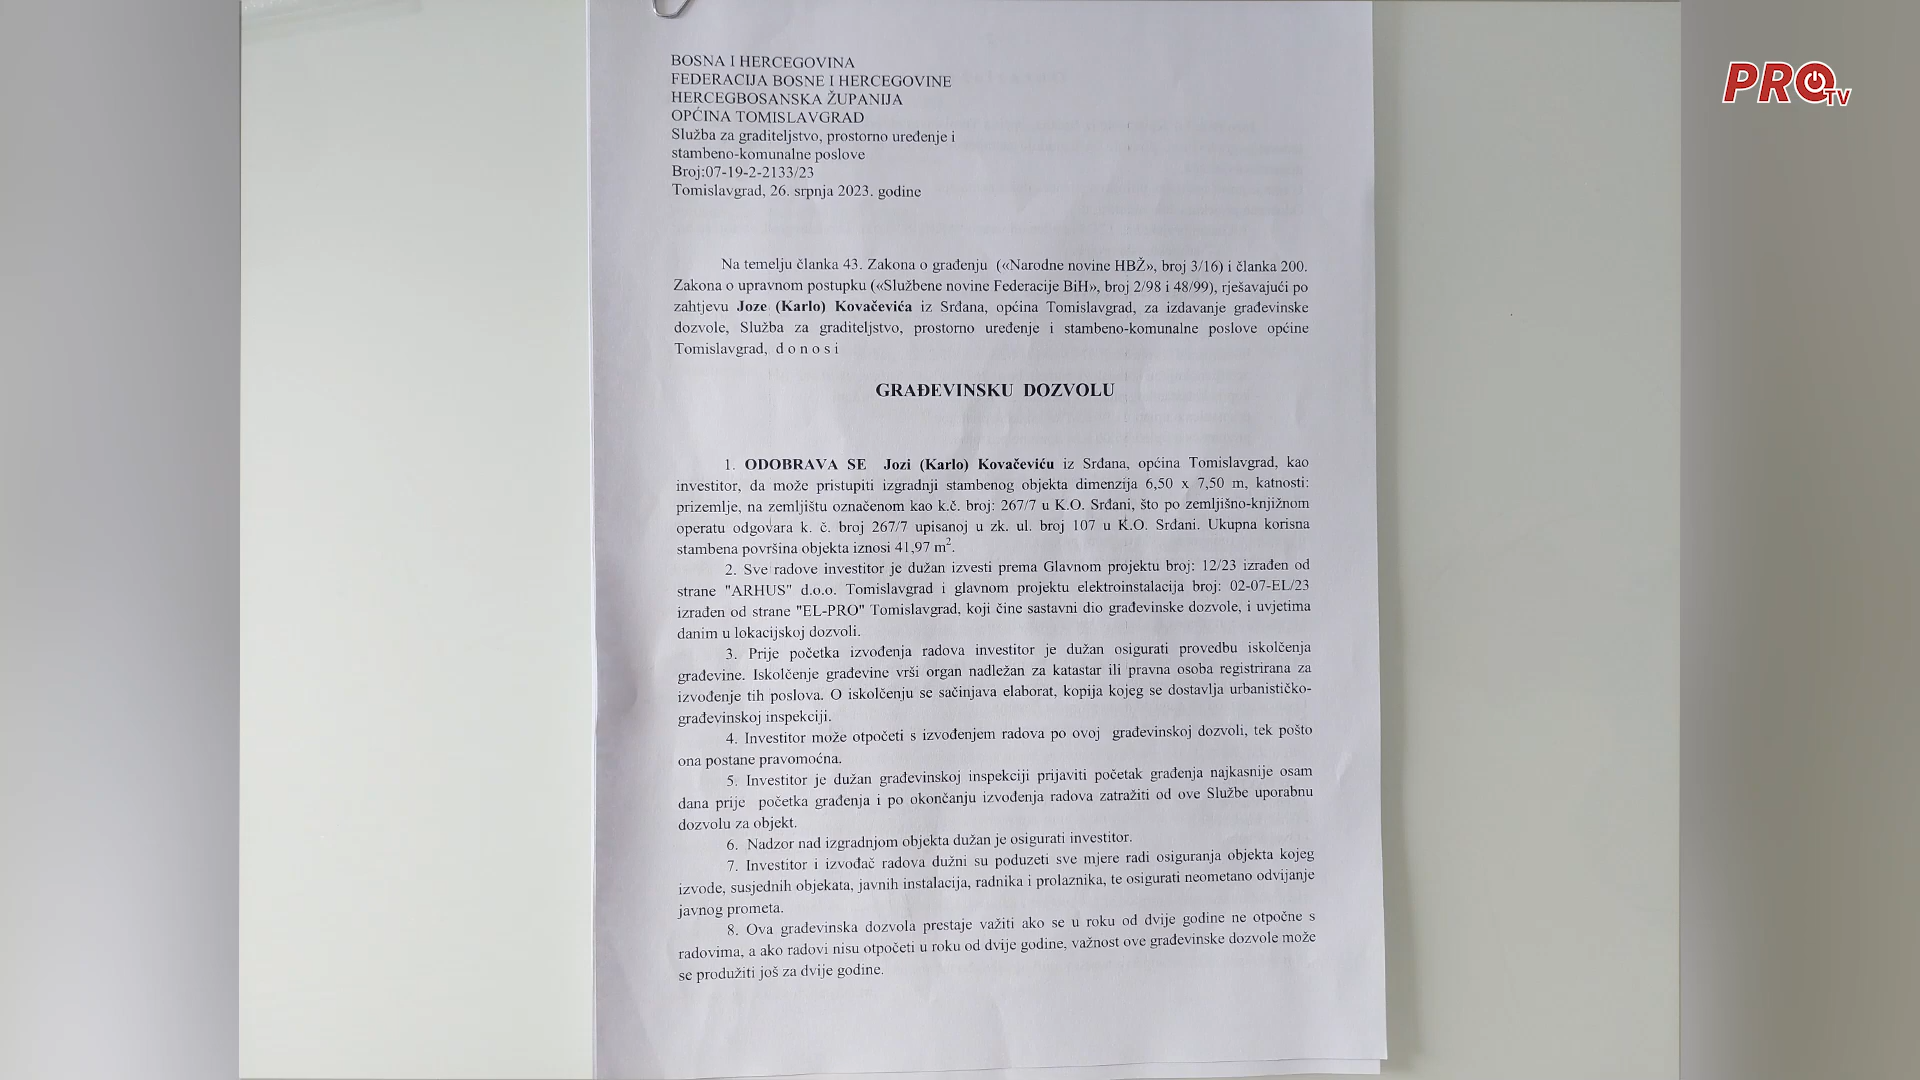 PRO TV
BOSNA I HERCEGOVINA
FEDERACIJA BOSNE I HERCEGOVINE
HERCEGBOSANSKA ŽUPANIJA
OPĆINA TOMISLAVGRAD
Služba za graditeljstvo, prostorno uređenje i
stambeno-komunalne poslove
Broj:07-19-2-2133/23
Tomislavgrad, 26. srpnja 2023. godine
Na temelju članka 43. Zakona o građenju («Narodne novine HBŽ», broj 3/16) i članka 200.
Zakona o upravnom postupku («Službene novine Federacije BiH», broj 2/98 i 48/99), rješavajući po
zahtjevu Joze (Karlo) Kovačevića iz Srđana, općina Tomislavgrad, za izdavanje građevinske
dozvole, Služba za graditeljstvo, prostorno uređenje i stambeno-komunalne poslove općine
Tomislavgrad, d o n o s i
GRAĐEVINSKU DOZVOLU
1. ODOBRAVA SE Jozi (Karlo) Kovačeviću iz Srđana, općina Tomislavgrad, kao
investitor, da može pristupiti izgradnji stambenog objekta dimenzija 6,50 x 7,50 m, katnosti:
prizemlje, na zemljištu označenom kao k.č. broj: 267/7 u K.O. Srđani, što po zemljišno-knjižnom
operatu odgovara k. č. broj 267/7 upisanoj u zk. ul. broj 107 u K.O. Srđani. Ukupna korisna
stambena površina objekta iznosi 41,97 m².
2. Sve radove investitor je dužan izvesti prema Glavnom projektu broj: 12/23 izrađen od
strane "ARHUS" d.o.o. Tomislavgrad i glavnom projektu elektroinstalacija broj: 02-07-EL/23
izrađen od strane "EL-PRO" Tomislavgrad, koji čine sastavni dio građevinske dozvole, i uvjetima
danim u lokacijskoj dozvoli.
3. Prije početka izvođenja radova investitor je dužan osigurati provedbu iskolčenja
građevine. Iskolčenje građevine vrši organ nadležan za katastar ili pravna osoba registrirana za
izvođenje tih poslova. O iskolčenju se sačinjava elaborat, kopija kojeg se dostavlja urbanističko-
građevinskoj inspekciji.
4. Investitor može otpočeti s izvođenjem radova po ovoj građevinskoj dozvoli, tek pošto
ona postane pravomoćna.
5. Investitor je dužan građevinskoj inspekciji prijaviti početak građenja najkasnije osam
dana prije početka građenja i po okončanju izvođenja radova zatražiti od ove Službe uporabnu
dozvolu za objekt.
6. Nadzor nad izgradnjom objekta dužan je osigurati investitor.
7. Investitor i izvođač radova dužni su poduzeti sve mjere radi osiguranja objekta kojeg
izvode, susjednih objekata, javnih instalacija, radnika i prolaznika, te osigurati neometano odvijanje
javnog prometa.
8. Ova građevinska dozvola prestaje važiti ako se u roku od dvije godine ne otpočne s
radovima, a ako radovi nisu otpočeti u roku od dvije godine, važnost ove građevinske dozvole može
se produžiti još za dvije godine.